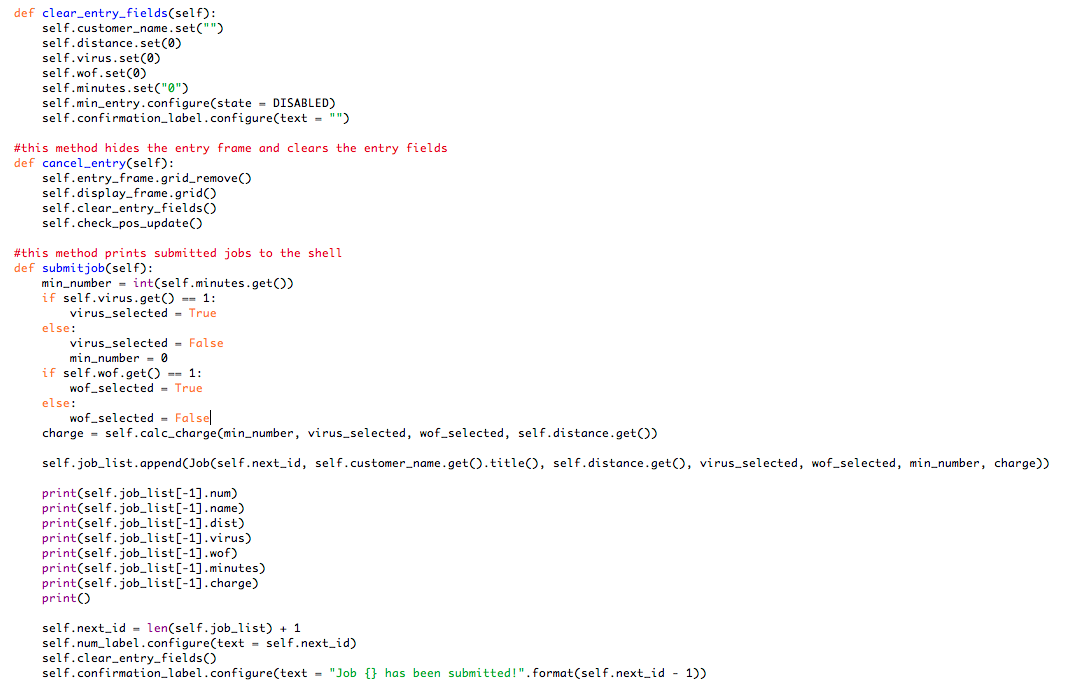 def clear_entry_fields(self):
    self.customer_name.set("")
    self.distance.set(0)
    self.virus.set(0)
    self.wof.set(0)
    self.minutes.set("0")
    self.min_entry.configure(state = DISABLED)
    self.confirmation_label.configure(text = "")

#this method hides the entry frame and clears the entry fields
def cancel_entry(self):
    self.entry_frame.grid_remove()
    self.display_frame.grid()
    self.clear_entry_fields()
    self.check_pos_update()

#this method prints submitted jobs to the shell
def submitjob(self):
    min_number = int(self.minutes.get())
    if self.virus.get() == 1:
        virus_selected = True
    else:
        virus_selected = False
        min_number = 0
    if self.wof.get() == 1:
        wof_selected = True
    else:
        wof_selected = False
    charge = self.calc_charge(min_number, virus_selected, wof_selected, self.distance.get())

    self.job_list.append(Job(self.next_id, self.customer_name.get().title(), self.distance.get(), virus_selected, wof_selected, min_number, charge))

    print(self.job_list[-1].num)
    print(self.job_list[-1].name)
    print(self.job_list[-1].dist)
    print(self.job_list[-1].virus)
    print(self.job_list[-1].wof)
    print(self.job_list[-1].minutes)
    print(self.job_list[-1].charge)
    print()

    self.next_id = len(self.job_list) + 1
    self.num_label.configure(text = self.next_id)
    self.clear_entry_fields()
    self.confirmation_label.configure(text = "Job {} has been submitted!".format(self.next_id - 1))